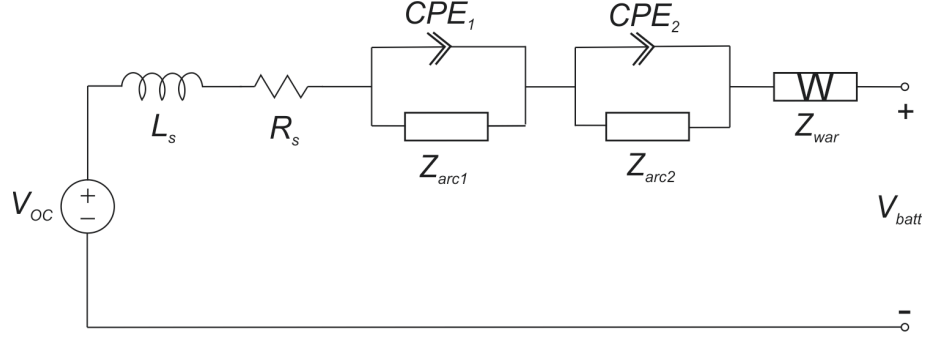 CPE1
CPE2
Ls
Rs
Zarc1
Zarc2
W
Zwar
+
VOC
+
−
Vbatt
-